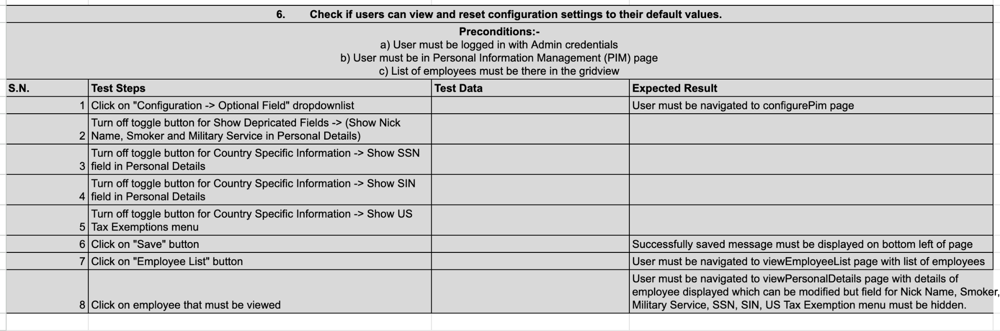 6. Check if users can view and reset configuration settings to their default values.
Preconditions:-
a) User must be logged in with Admin credentials
b) User must be in Personal Information Management (PIM) page
c) List of employees must be there in the gridview
S.N. Test Steps Test Data Expected Result
1 Click on "Configuration -> Optional Field" dropdownlist User must be navigated to configurePim page
Turn off toggle button for Show Depricated Fields -> (Show Nick
2 Name, Smoker and Military Service in Personal Details)
Turn off toggle button for Country Specific Information -> Show SSN
3 field in Personal Details
Turn off toggle button for Country Specific Information -> Show SIN
4 field in Personal Details
Turn off toggle button for Country Specific Information -> Show US
5 Tax Exemptions menu
6 Click on "Save" button Successfully saved message must be displayed on bottom left of page
7 Click on "Employee List" button User must be navigated to viewEmployeeList page with list of employees
8 Click on employee that must be viewed
User must be navigated to viewPersonalDetails page with details of
employee displayed which can be modified but field for Nick Name, Smoker,
Military Service, SSN, SIN, US Tax Exemption menu must be hidden.